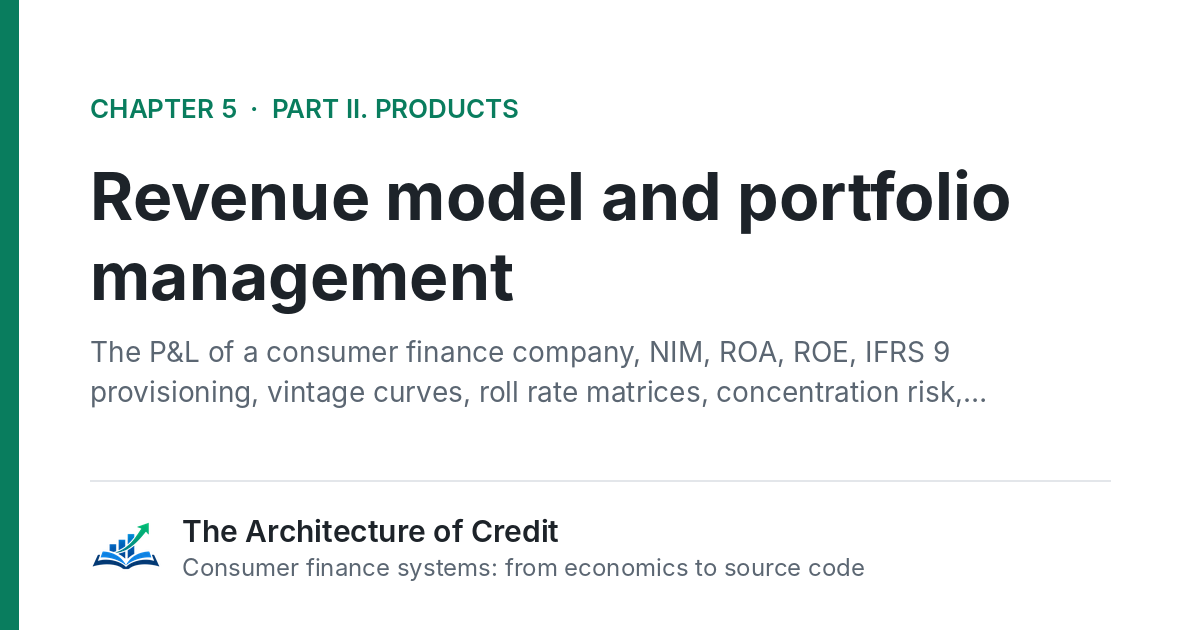 CHAPTER 5 · PART II. PRODUCTS
Revenue model and portfolio
management
The P&L of a consumer finance company, NIM, ROA, ROE, IFRS 9
provisioning, vintage curves, roll rate matrices, concentration risk,...
The Architecture of Credit
Consumer finance systems: from economics to source code